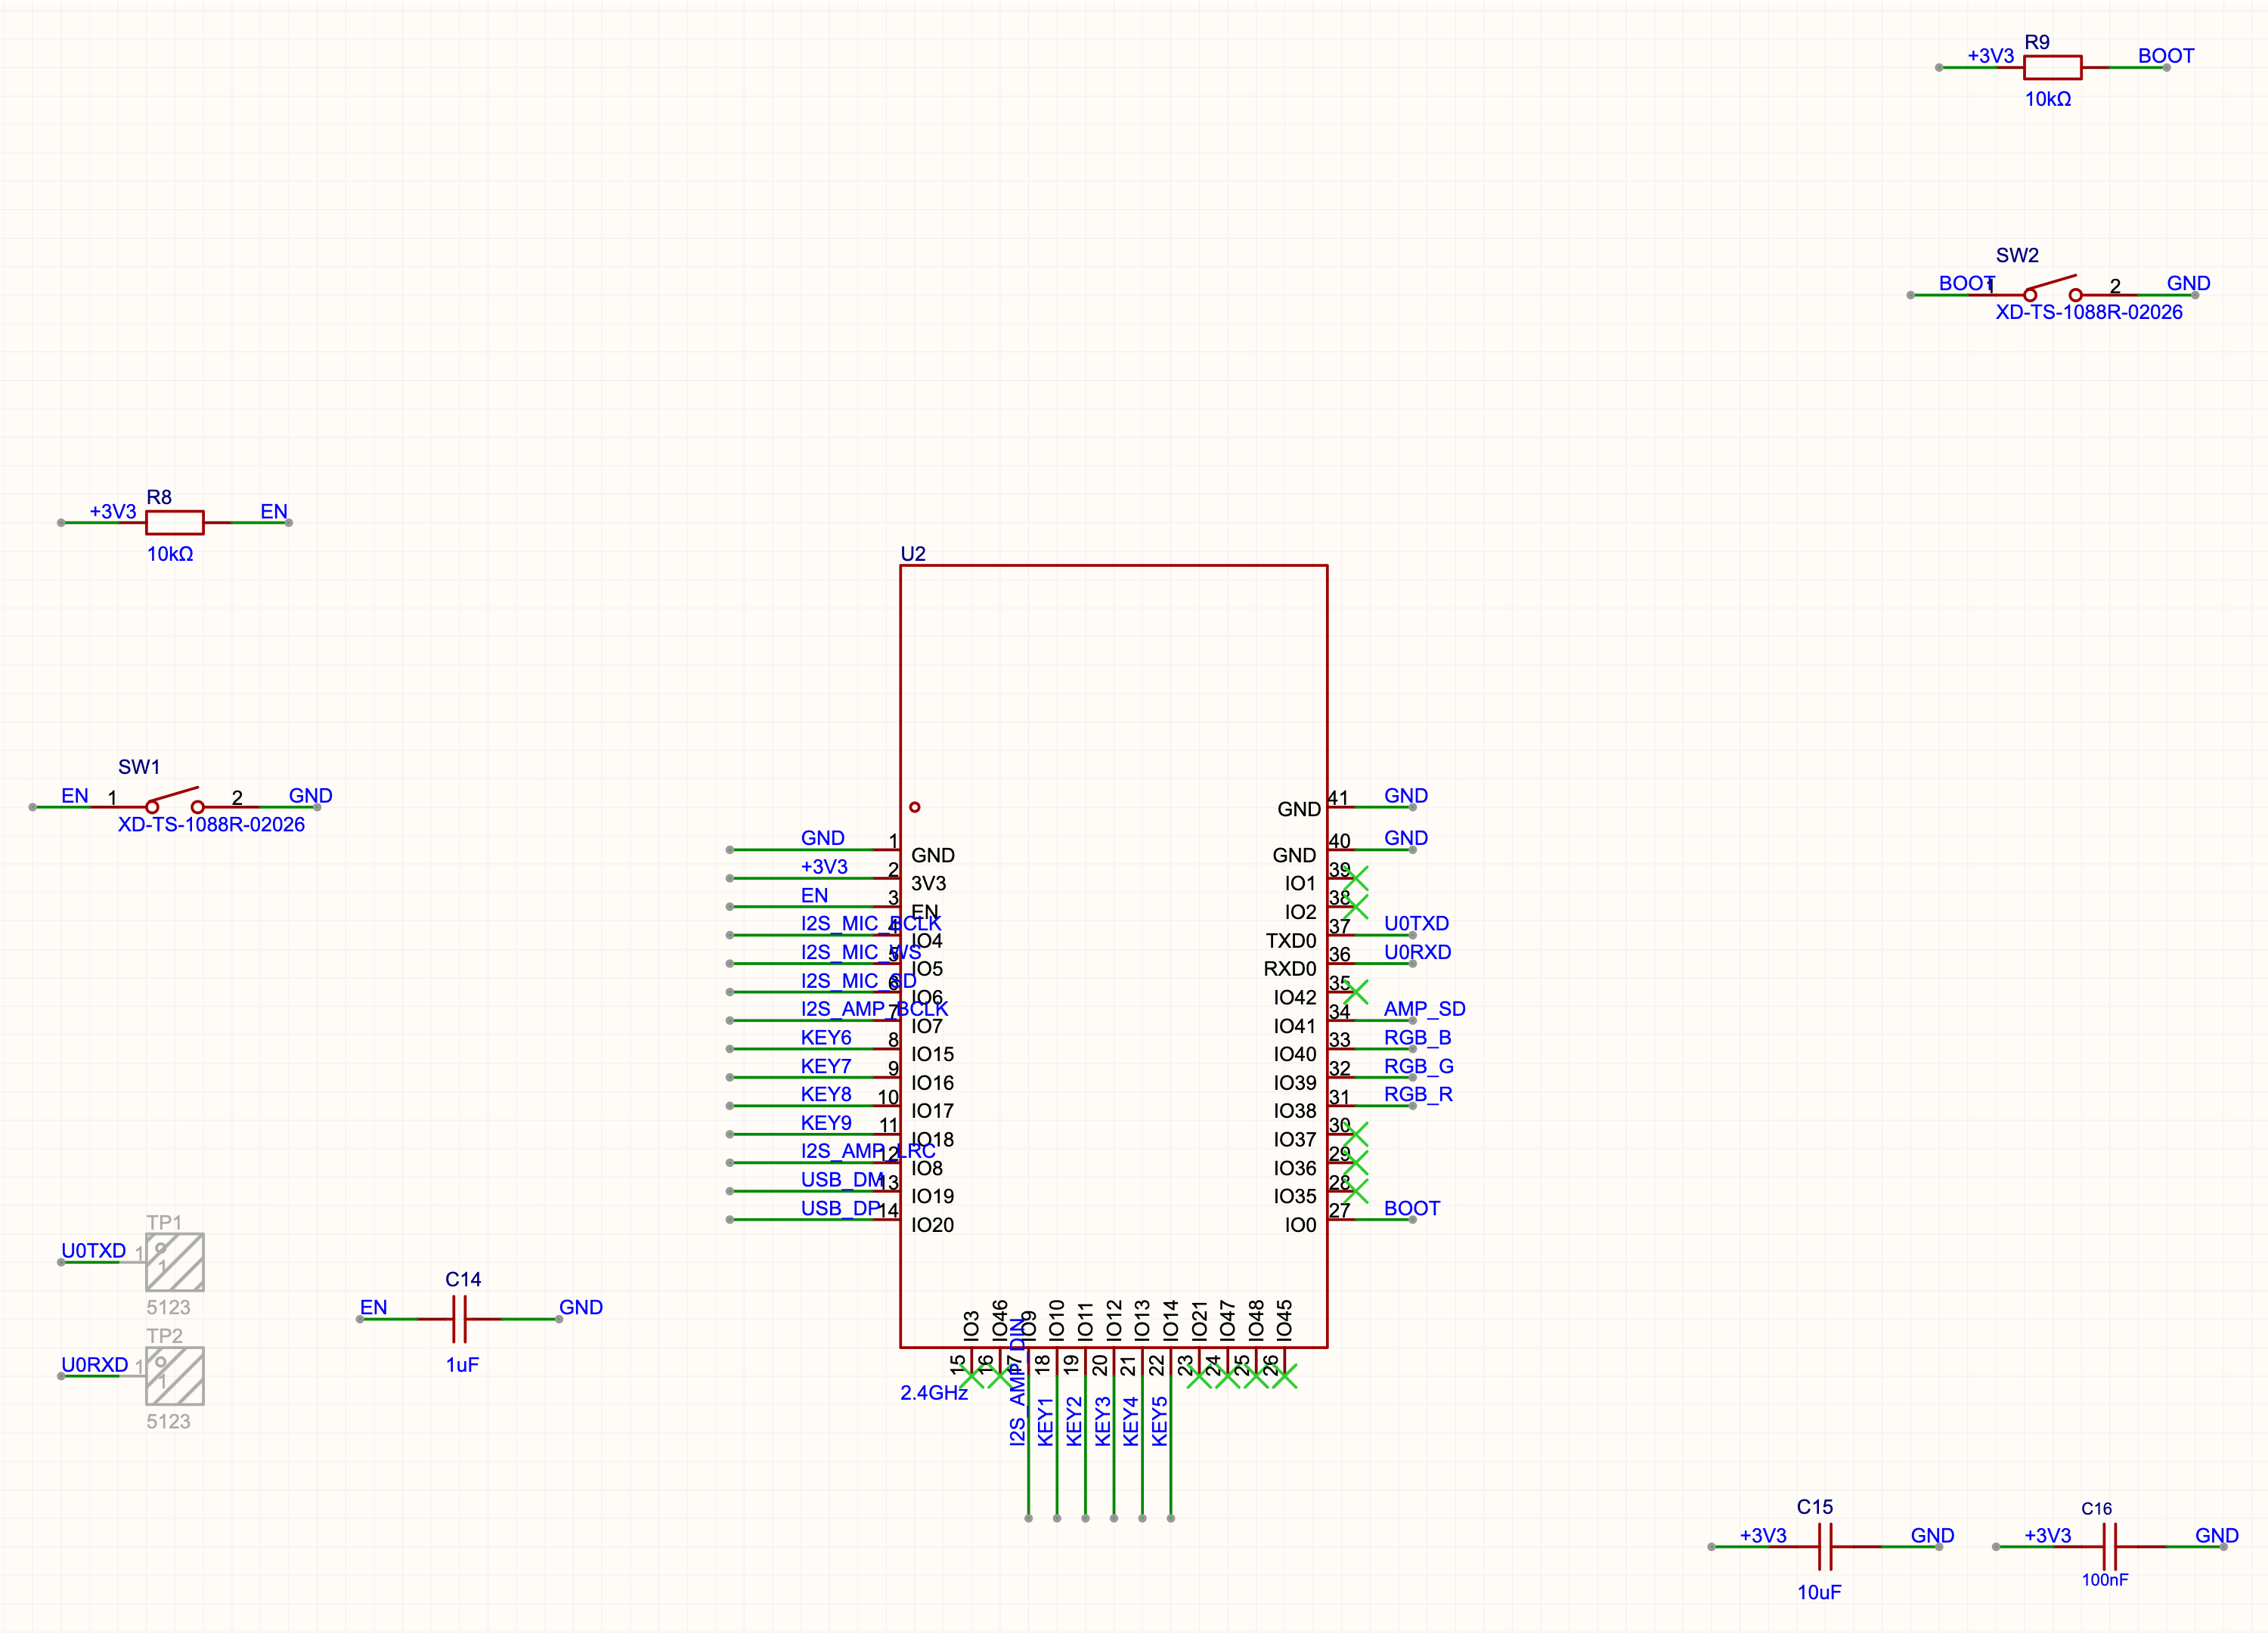 R9
+3V3 BOOT
10kΩ
SW2
BOOT 1 2 GND
XD-TS-1088R-02026
R8
+3V3 EN
10kΩ
U2
SW1
EN 1 2 GND
XD-TS-1088R-02026
GND 41 GND
GND 1 GND
GND 40 GND
+3V3 2 3V3
IO1 39
EN 3 EN
IO2 38
I2S_MIC_BCLK 4 IO4
TXD0 37 U0TXD
I2S_MIC_WS 5 IO5
RXD0 36 U0RXD
I2S_MIC_SD 6 IO6
IO42 35
I2S_AMP_BCLK 7 IO7
IO41 34 AMP_SD
KEY6 8 IO15
IO40 33 RGB_B
KEY7 9 IO16
IO39 32 RGB_G
KEY8 10 IO17
IO38 31 RGB_R
KEY9 11 IO18
IO37 30
I2S_AMP_LRC 12 IO8
IO36 29
USB_DM 13 IO19
IO35 28
USB_DP 14 IO20
IO0 27 BOOT
TP1
U0TXD 1 1
5123
TP2
U0RXD 1 1
5123
C14
EN GND
1uF
IO3 IO46 IO9 IO10 IO11 IO12 IO13 IO14 IO21 IO47 IO48 IO45
15 16 17 18 19 20 21 22 23 24 25 26
2.4GHz
I2S_AMP_DIN KEY1 KEY2 KEY3 KEY4 KEY5
C15
+3V3 GND
10uF
C16
+3V3 GND
100nF